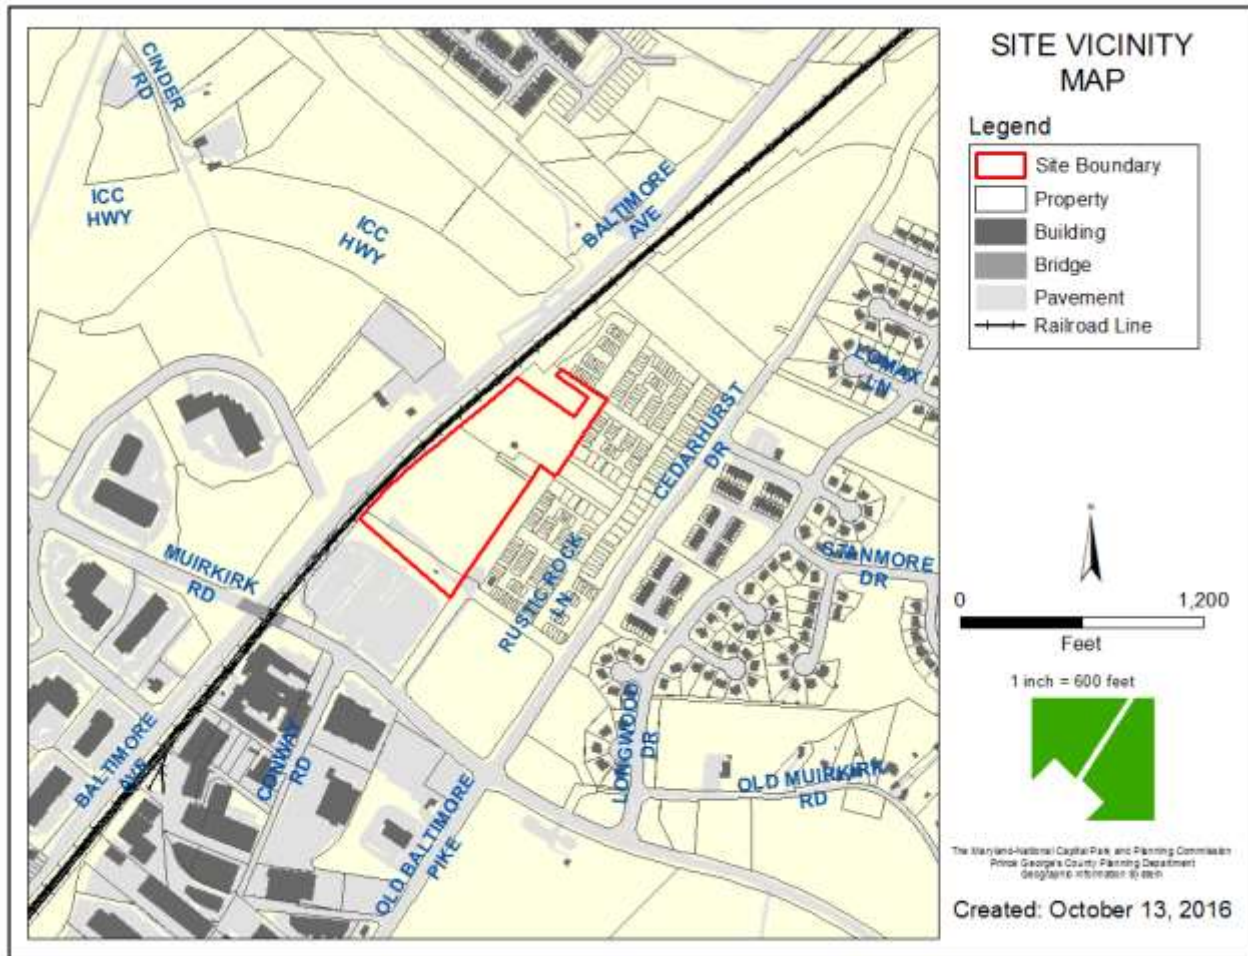 SITE VICINITY
MAP
Legend
Site Boundary
Property
Building
Bridge
Pavement
Railroad Line
0 1,200
Feet
1 inch = 600 feet
The Maryland-National Capital Park and Planning Commission
Prince George's County Planning Department
Geographic Information System
Created: October 13, 2016
CINDER
RD
ICC
HWY
ICC
HWY
BALTIMORE
AVE
LOMAX
LN
CEDARHURST
DR
STANMORE
DR
MUIRKIRK
RD
RUSTIC ROCK
LN
BALTIMORE
AVE
CONWAY
RD
LONGWOOD
DR
OLD MUIRKIRK
RD
OLD BALTIMORE
PIKE